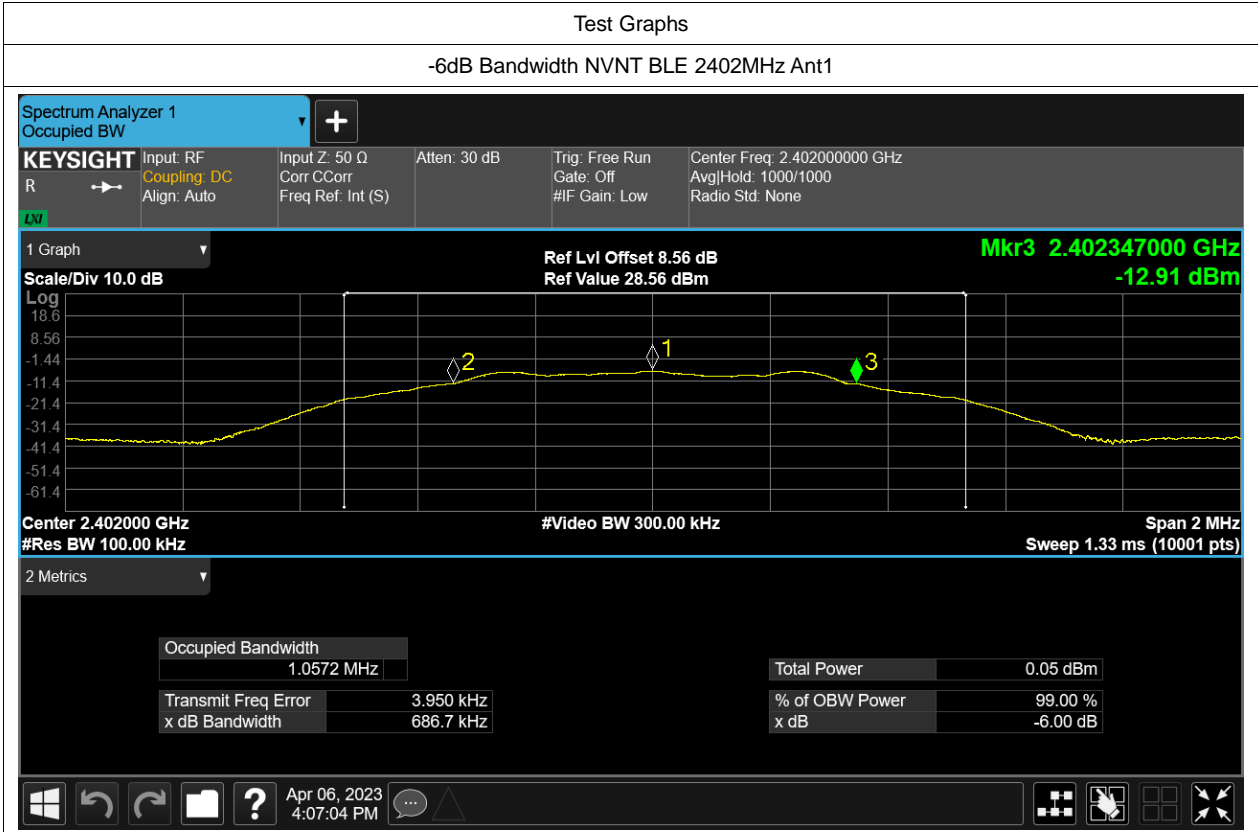 Test Graphs
-6dB Bandwidth NVNT BLE 2402MHz Ant1
Spectrum Analyzer 1
Occupied BW
KEYSIGHT
R
LXI
Input: RF
Coupling: DC
Align: Auto
Input Z: 50 Ω
Corr CCorr
Freq Ref: Int (S)
Atten: 30 dB
Trig: Free Run
Gate: Off
#IF Gain: Low
Center Freq: 2.402000000 GHz
Avg|Hold: 1000/1000
Radio Std: None
1 Graph
Scale/Div 10.0 dB
Ref Lvl Offset 8.56 dB
Ref Value 28.56 dBm
Mkr3 2.402347000 GHz
-12.91 dBm
Log
18.6
8.56
-1.44
-11.4
-21.4
-31.4
-41.4
-51.4
-61.4
2
1
3
Center 2.402000 GHz
#Res BW 100.00 kHz
#Video BW 300.00 kHz
Span 2 MHz
Sweep 1.33 ms (10001 pts)
2 Metrics
Occupied Bandwidth
1.0572 MHz
Transmit Freq Error 3.950 kHz
x dB Bandwidth 686.7 kHz
Total Power 0.05 dBm
% of OBW Power 99.00 %
x dB -6.00 dB
?
Apr 06, 2023
4:07:04 PM